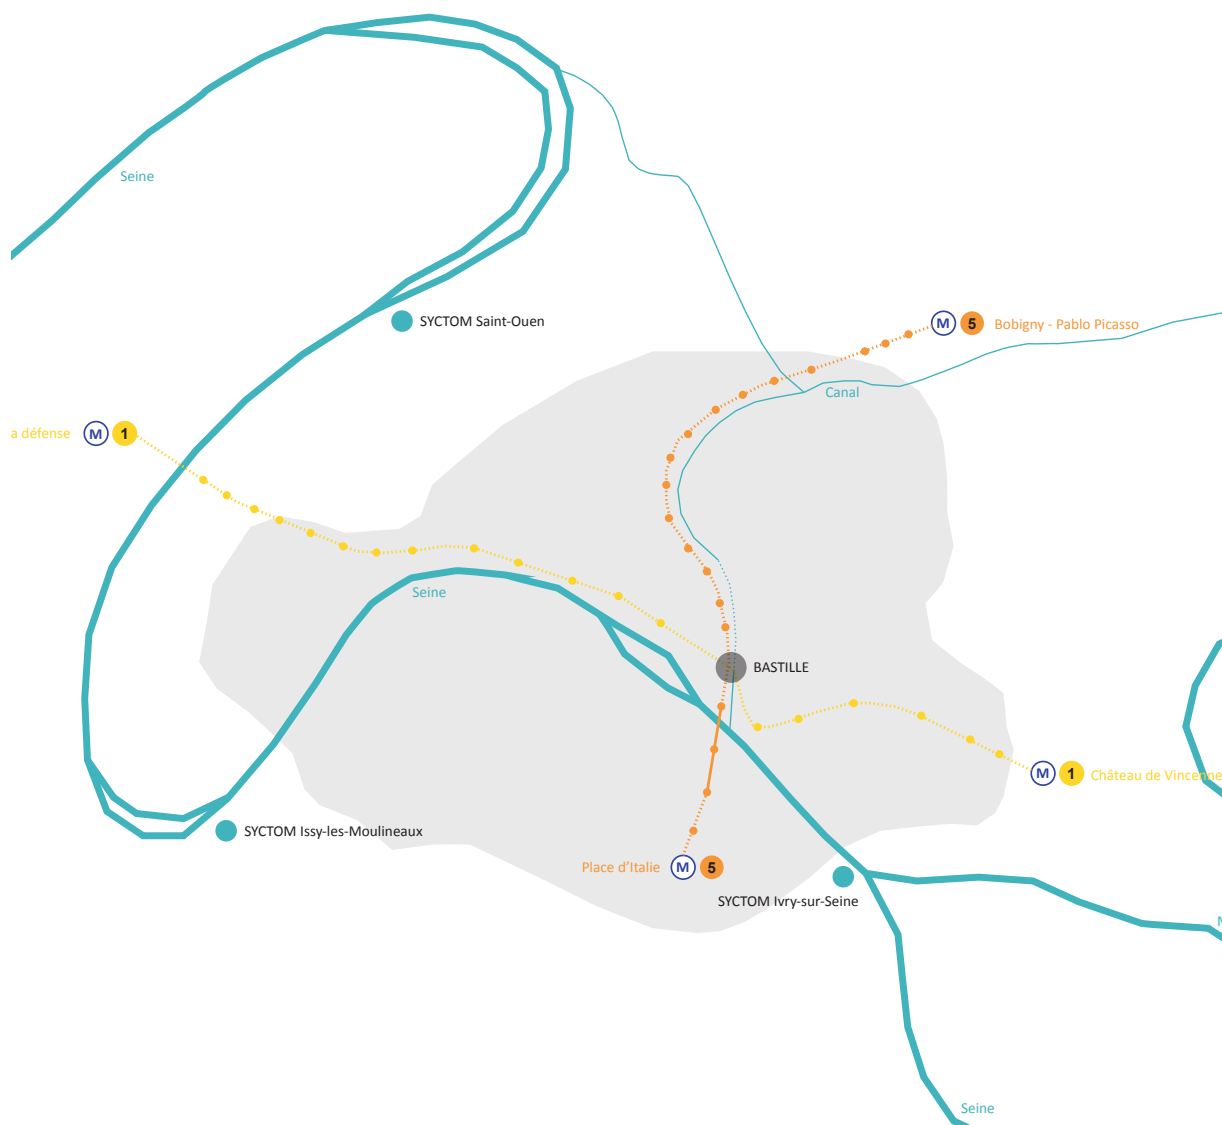 Seine
SYCTOM Saint-Ouen
M 5 Bobigny - Pablo Picasso
Canal
a défense M 1
Seine
BASTILLE
M 1 Château de Vincenne
SYCTOM Issy-les-Moulineaux
Place d'Italie M 5
SYCTOM Ivry-sur-Seine
M
Seine